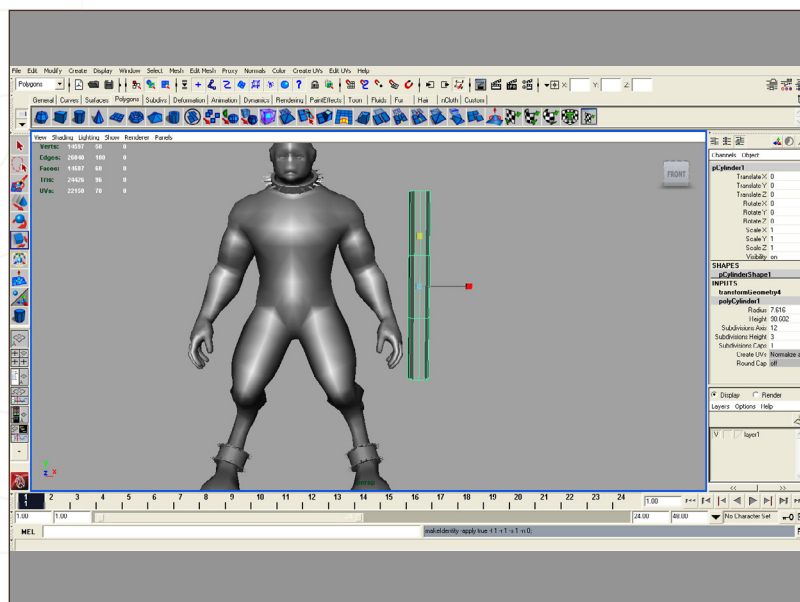 File Edit Modify Create Display Window Select Mesh Edit Mesh Proxy Normals Color Create UVs Edit UVs Help
Polygons X: Y: Z:
General Curves Surfaces Polygons Subdivs Deformation Animation Dynamics Rendering PaintEffects Toon Fluids Fur Hair nCloth Custom
View Shading Lighting Show Renderer Panels
Verts: 14597 50 0
Edges: 100 0
Faces: 60 0
Tris: 96 0
UVs: 22150 70 0
FRONT
Channels Object
pCylinder1
Translate X 0
Translate Y 0
Translate Z 0
Rotate X 0
Rotate Y 0
Rotate Z 0
Scale X 1
Scale Y 1
Scale Z 1
Visibility on
SHAPES
pCylinderShape1
INPUTS
transformGeometry4
polyCylinder1
Radius 7.616
Height 90.602
Subdivisions Axis 12
Subdivisions Height 3
Subdivisions Caps 1
Create UVs Normalize
Round Cap off
Display Render
Layers Options Help
V layer1
persp
1 2 3 4 5 6 7 8 9 10 11 12 13 14 15 16 17 18 19 20 21 22 23 24
1
1.00
1.00 1.00 24.00 48.00 No Character Set
MEL makeIdentity -apply true -t 1 -r 1 -s 1 -n 0;